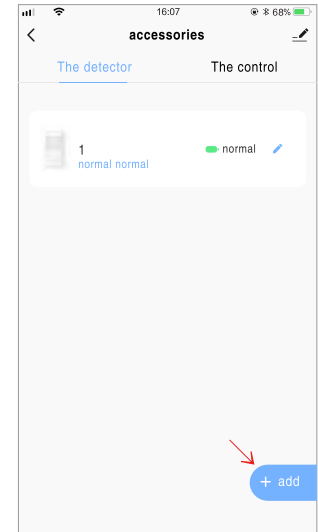 16:07
68%
accessories
The detector
The control
1
normal
normal normal
+ add